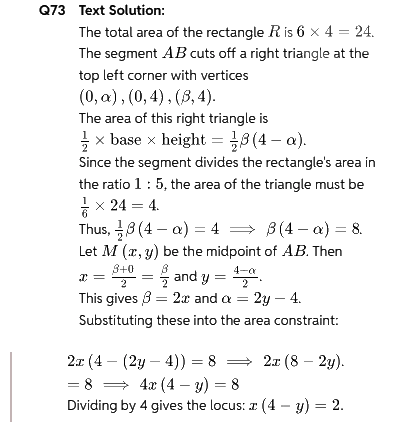 Q73 Text Solution:
The total area of the rectangle R is 6 × 4 = 24.
The segment AB cuts off a right triangle at the
top left corner with vertices
(0, α) , (0, 4) , (β, 4).
The area of this right triangle is
1/2 × base × height = 1/2 β (4 − α).
Since the segment divides the rectangle's area in
the ratio 1 : 5, the area of the triangle must be
1/6 × 24 = 4.
Thus, 1/2 β (4 − α) = 4 ⟹ β (4 − α) = 8.
Let M (x, y) be the midpoint of AB. Then
x = (β+0)/2 = β/2 and y = (4−α)/2.
This gives β = 2x and α = 2y − 4.
Substituting these into the area constraint:
2x (4 − (2y − 4)) = 8 ⟹ 2x (8 − 2y).
= 8 ⟹ 4x (4 − y) = 8
Dividing by 4 gives the locus: x (4 − y) = 2.